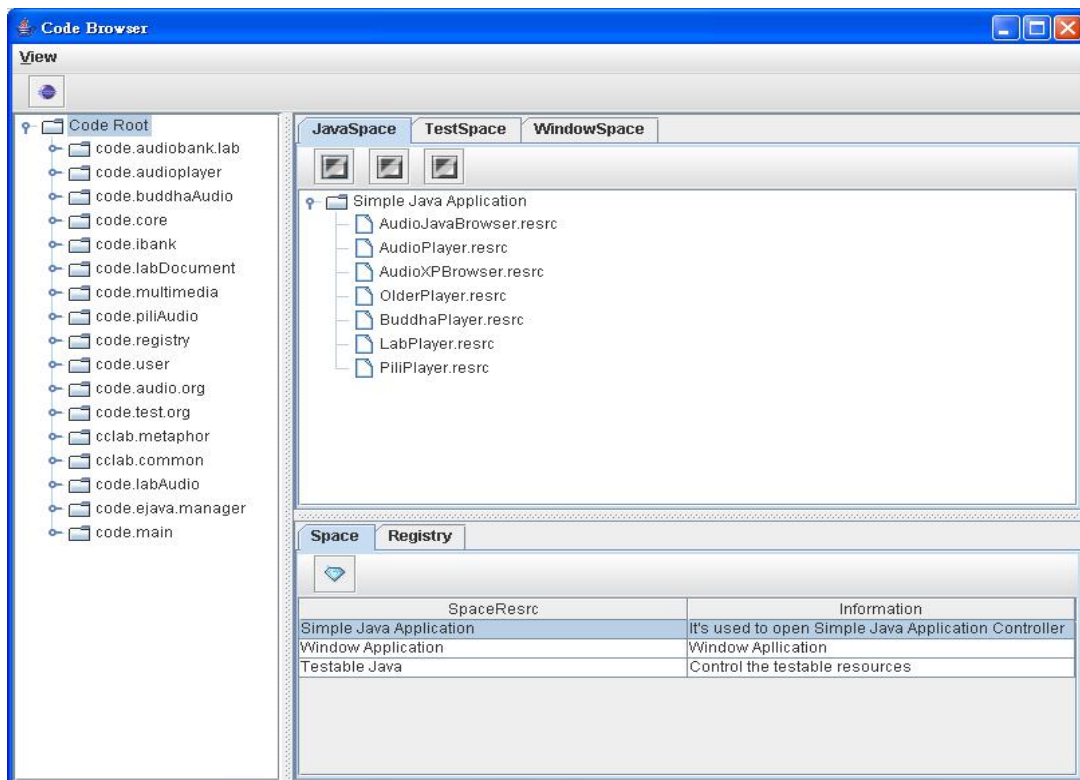 Code Browser
View
Code Root
code.audiobank.lab
code.audioplayer
code.buddhaAudio
code.core
code.ibank
code.labDocument
code.multimedia
code.piliAudio
code.registry
code.user
code.audio.org
code.test.org
cclab.metaphor
cclab.common
code.labAudio
code.ejava.manager
code.main
JavaSpace TestSpace WindowSpace
Simple Java Application
AudioJavaBrowser.resrc
AudioPlayer.resrc
AudioXPBrowser.resrc
OlderPlayer.resrc
BuddhaPlayer.resrc
LabPlayer.resrc
PiliPlayer.resrc
Space Registry
SpaceResrc Information
Simple Java Application It's used to open Simple Java Application Controller
Window Application Window Apllication
Testable Java Control the testable resources